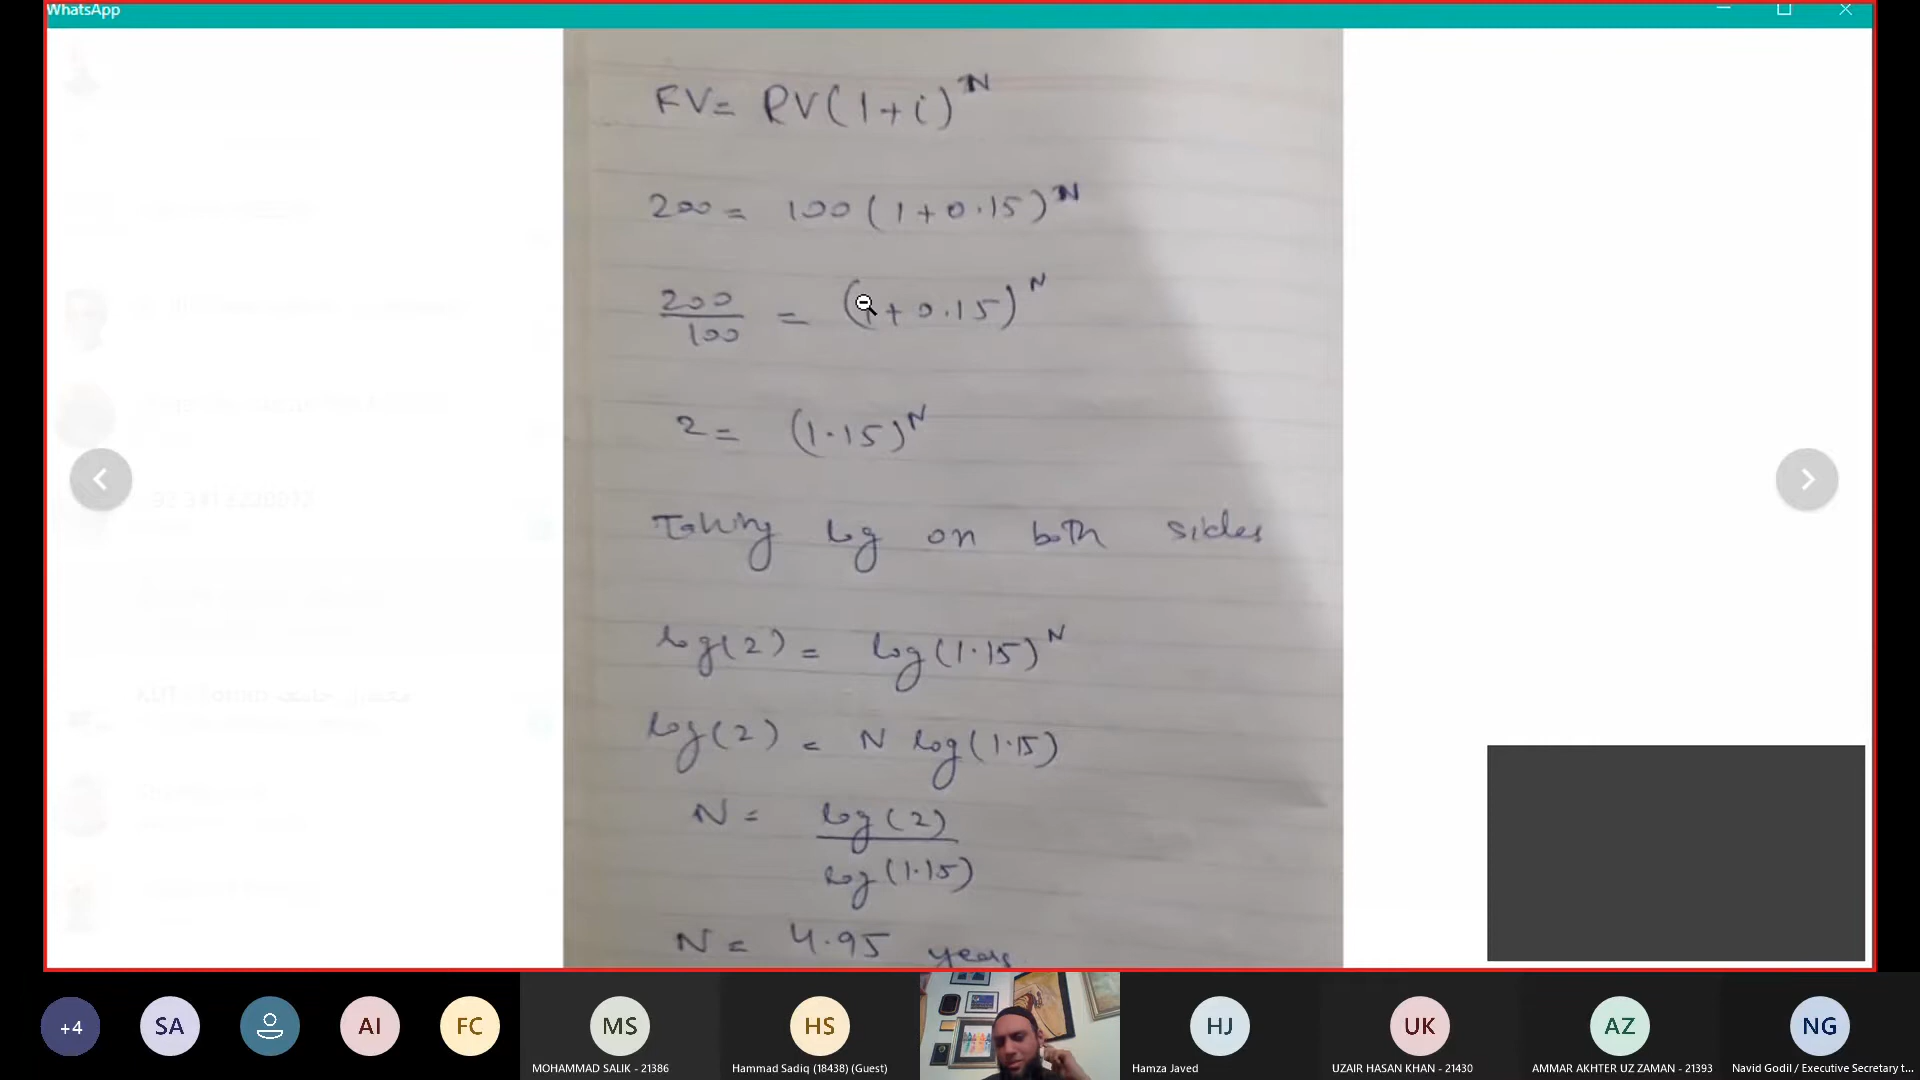 WhatsApp
FV = PV(1+i)^N
200 = 100(1+0.15)^N
200/100 = (1+0.15)^N
2 = (1.15)^N
Taking log on both sides
log(2) = log(1.15)^N
log(2) = N log(1.15)
N = log(2)/log(1.15)
N = 4.95 years
+4
SA
AI
FC
MS
HS
HJ
UK
AZ
NG
MOHAMMAD SALIK - 21386
Hammad Sadiq (18438) (Guest)
Hamza Javed
UZAIR HASAN KHAN - 21430
AMMAR AKHTER UZ ZAMAN - 21393
Navid Godil / Executive Secretary t...